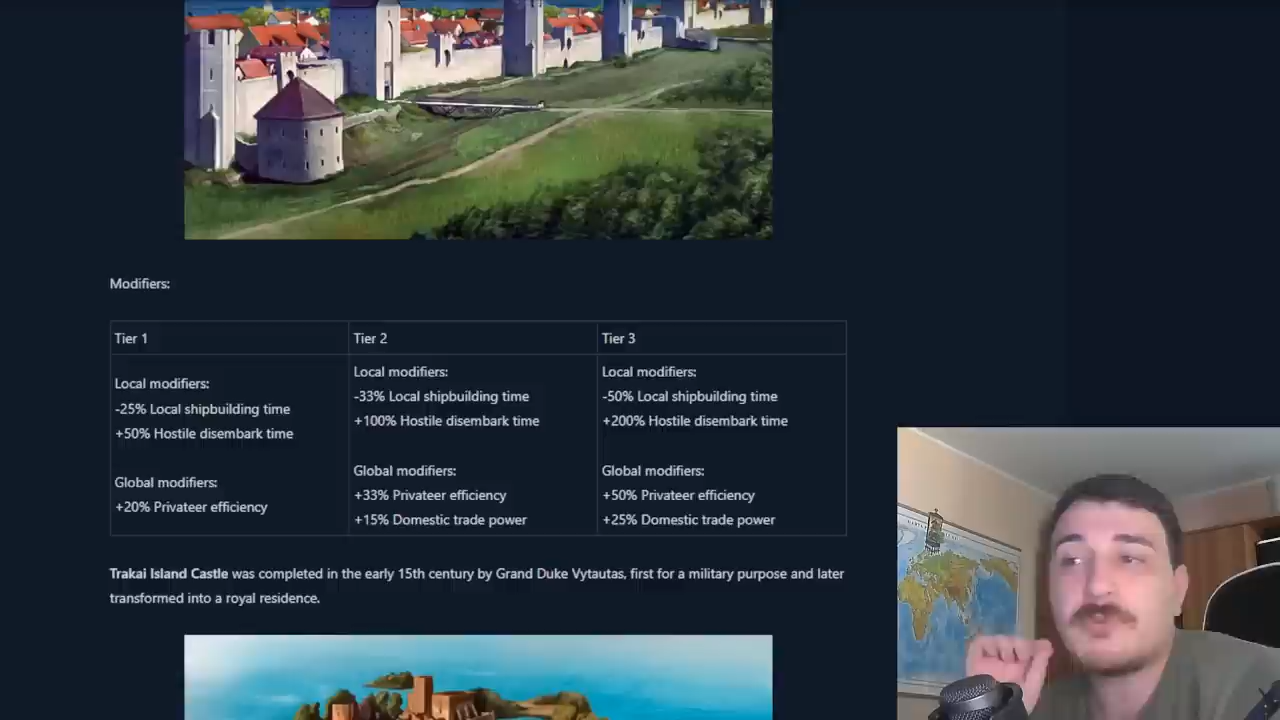 Modifiers:
Tier 1
Tier 2
Tier 3
Local modifiers:
-25% Local shipbuilding time
+50% Hostile disembark time
Global modifiers:
+20% Privateer efficiency
Local modifiers:
-33% Local shipbuilding time
+100% Hostile disembark time
Global modifiers:
+33% Privateer efficiency
+15% Domestic trade power
Local modifiers:
-50% Local shipbuilding time
+200% Hostile disembark time
Global modifiers:
+50% Privateer efficiency
+25% Domestic trade power
Trakai Island Castle was completed in the early 15th century by Grand Duke Vytautas, first for a military purpose and later
transformed into a royal residence.